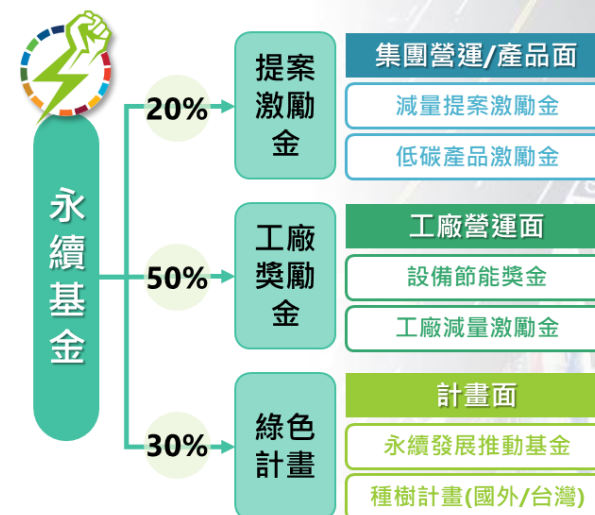 永續基金
20%
提案
激勵
金
集團營運/產品面
減量提案激勵金
低碳產品激勵金
50%
工廠
獎勵
金
工廠營運面
設備節能獎金
工廠減量激勵金
30%
綠色
計畫
計畫面
永續發展推動基金
種樹計畫(國外/台灣)